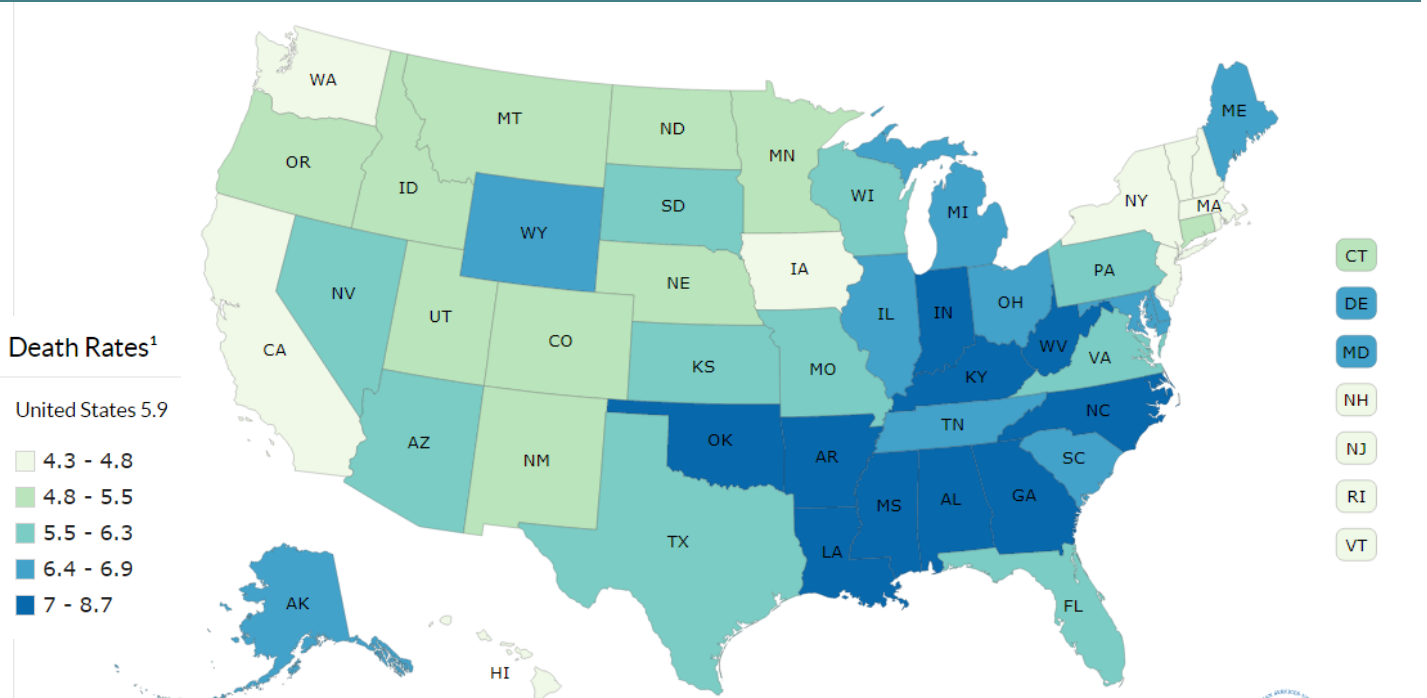 WA
MT
ND
MN
OR
ID
SD
WI
MI
ME
NY
MA
WY
NV
UT
CO
NE
IA
IL
IN
OH
PA
CA
KS
MO
KY
WV
VA
AZ
NM
OK
AR
TN
NC
SC
MS
AL
GA
TX
LA
FL
AK
HI
CT
DE
MD
NH
NJ
RI
VT
Death Rates¹
United States 5.9
4.3 - 4.8
4.8 - 5.5
5.5 - 6.3
6.4 - 6.9
7 - 8.7